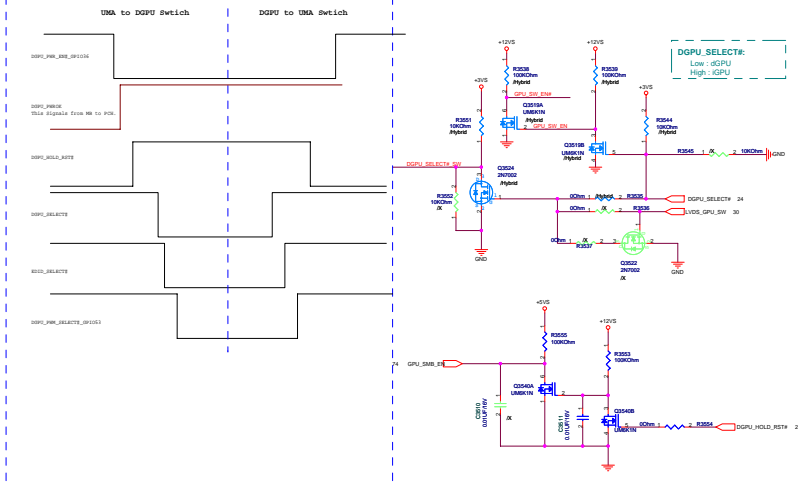 UMA to DGPU Swtich
DGPU to UMA Swtich
DGPU_PWR_EN#_GPIO36
DGPU_PWROK
This Signals from MB to PCH.
DGPU_HOLD_RST#
DGPU_SELECT#
EDID_SELECT#
DGPU_PWM_SELECT#_GPIO53
+12VS
R3538
100KOhm
/Hybrid
GPU_SW_EN#
+12VS
R3539
100KOhm
/Hybrid
DGPU_SELECT#:
Low : dGPU
High : iGPU
+3VS
R3551
10KOhm
/Hybrid
Q3519A
UM6K1N
/Hybrid
GPU_SW_EN
Q3519B
UM6K1N
/Hybrid
+3VS
R3544
10KOhm
/Hybrid
R3545
/X
10KOhm
GND
DGPU_SELECT#_SW
Q3524
2N7002
/Hybrid
R3552
10KOhm
/X
GND
0Ohm
/Hybrid
R3535
DGPU_SELECT# 24
0Ohm
/X
R3536
LVDS_GPU_SW 30
0Ohm
/X
R3537
Q3522
2N7002
/X
GND
+5VS
R3555
100KOhm
+12VS
R3553
100KOhm
74 GPU_SMB_EN
Q3540A
UM6K1N
C3510
0.01UF/16V
/X
C3511
0.01UF/16V
Q3540B
UM6K1N
0Ohm
R3554
DGPU_HOLD_RST# 2